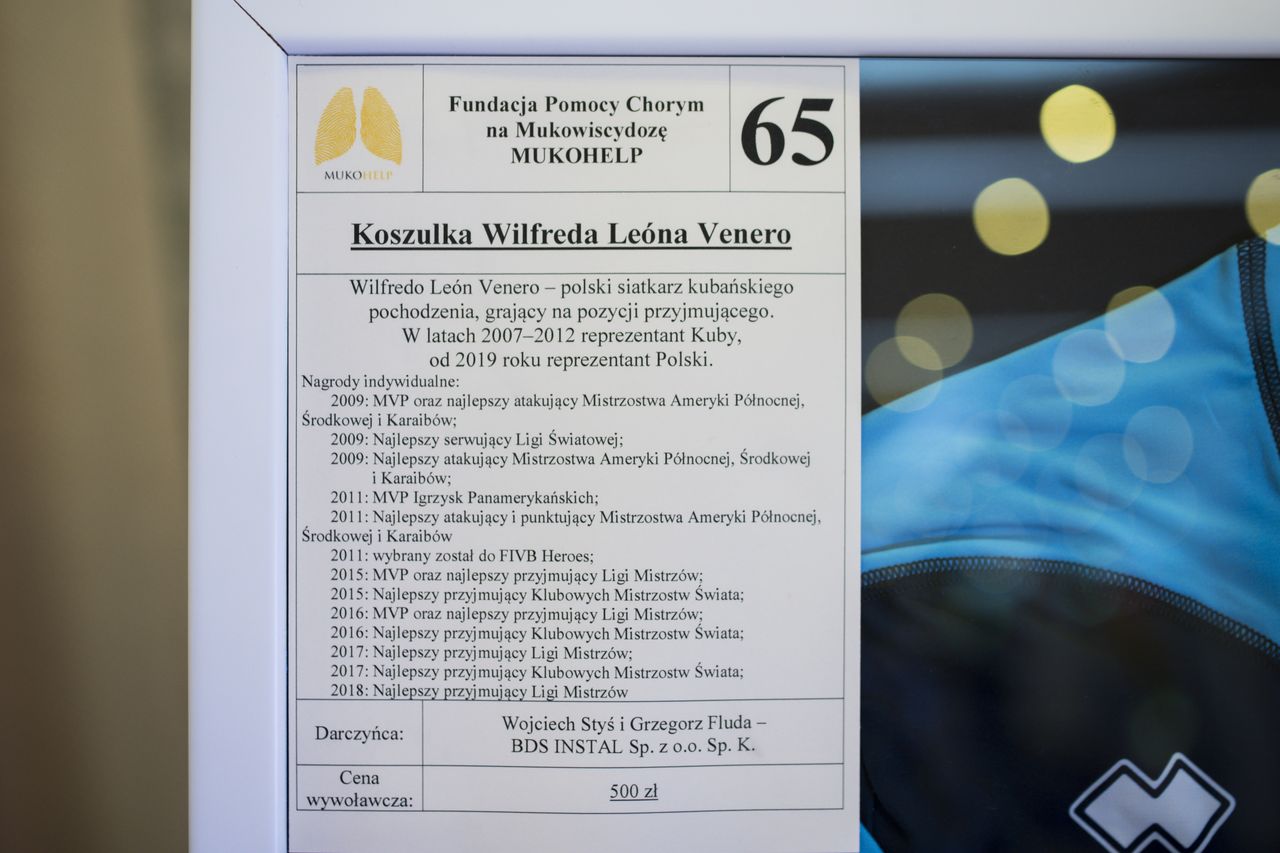 MUKOHELP
Fundacja Pomocy Chorym
na Mukowiscydozę
MUKOHELP
65
Koszulka Wilfreda Leóna Venero
Wilfredo León Venero – polski siatkarz kubańskiego
pochodzenia, grający na pozycji przyjmującego.
W latach 2007–2012 reprezentant Kuby,
od 2019 roku reprezentant Polski.
Nagrody indywidualne:
2009: MVP oraz najlepszy atakujący Mistrzostwa Ameryki Północnej,
Środkowej i Karaibów;
2009: Najlepszy serwujący Ligi Światowej;
2009: Najlepszy atakujący Mistrzostwa Ameryki Północnej, Środkowej
i Karaibów;
2011: MVP Igrzysk Panamerykańskich;
2011: Najlepszy atakujący i punktujący Mistrzostwa Ameryki Północnej,
Środkowej i Karaibów
2011: wybrany został do FIVB Heroes;
2015: MVP oraz najlepszy przyjmujący Ligi Mistrzów;
2015: Najlepszy przyjmujący Klubowych Mistrzostw Świata;
2016: MVP oraz najlepszy przyjmujący Ligi Mistrzów;
2016: Najlepszy przyjmujący Klubowych Mistrzostw Świata;
2017: Najlepszy przyjmujący Ligi Mistrzów;
2017: Najlepszy przyjmujący Klubowych Mistrzostw Świata;
2018: Najlepszy przyjmujący Ligi Mistrzów
Darczyńca:
Wojciech Styś i Grzegorz Fluda –
BDS INSTAL Sp. z o.o. Sp. K.
Cena
wywoławcza:
500 zł